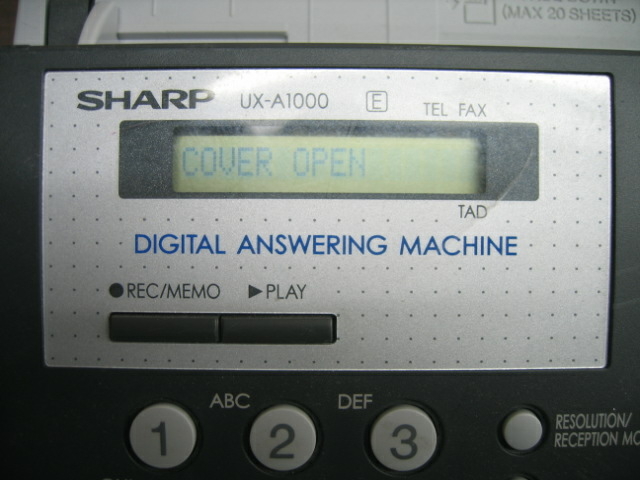 (MAX 20 SHEETS)
SHARP UX-A1000 E TEL FAX
COVER OPEN
TAD
DIGITAL ANSWERING MACHINE
●REC/MEMO ▶PLAY
ABC DEF
1 2 3
RESOLUTION/
RECEPTION